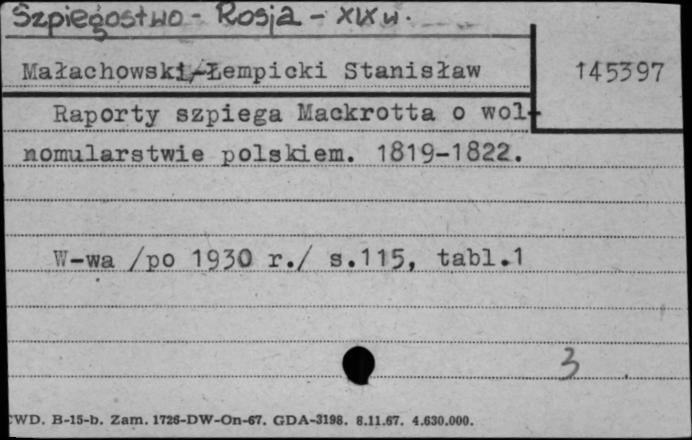 Szpiegostwo - Rosja - XIX w.
Małachowski-Łempicki Stanisław
145397
Raporty szpiega Mackrotta o wol-
nomularstwie polskiem. 1819-1822.
W-wa /po 1930 r./ s.115, tabl.1
3
CWD. B-15-b. Zam. 1726-DW-On-67. GDA-3198. 8.11.67. 4.630.000.